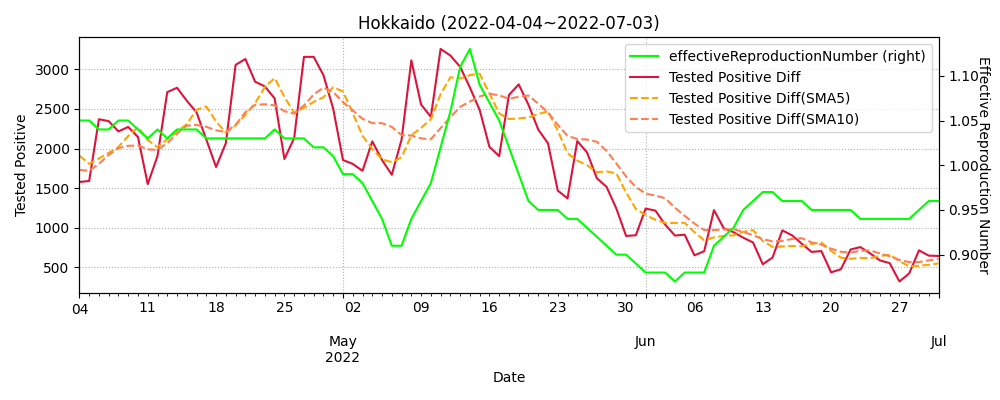 Hokkaido (2022-04-04~2022-07-03)
effectiveReproductionNumber (right)
Tested Positive Diff
Tested Positive Diff(SMA5)
Tested Positive Diff(SMA10)
Tested Positive
3000
2500
2000
1500
1000
500
1.10
1.05
1.00
0.95
0.90
Effective Reproduction Number
04 11 18 25 02 09 16 23 30 06 13 20 27
May Jun Jul
2022
Date